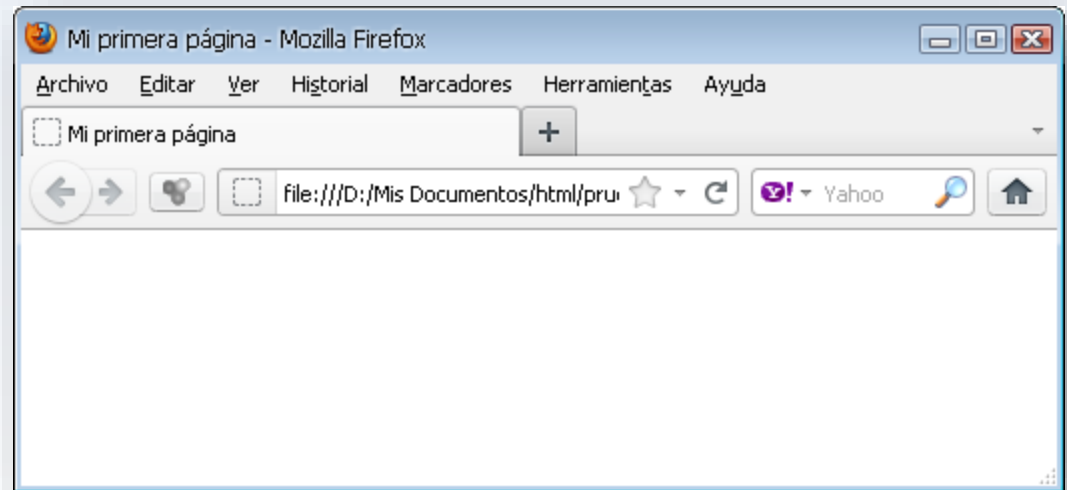 Mi primera página - Mozilla Firefox
Archivo Editar Ver Historial Marcadores Herramientas Ayuda
Mi primera página
file:///D:/Mis Documentos/html/pru Y! Yahoo